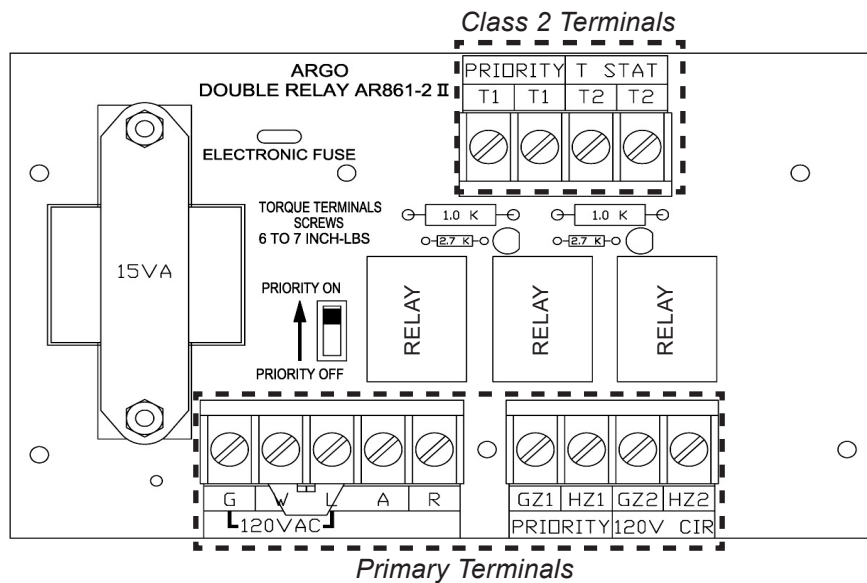 Class 2 Terminals
ARGO
DOUBLE RELAY AR861-2 II
PRIORITY T STAT
T1 T1 T2 T2
ELECTRONIC FUSE
TORQUE TERMINALS
SCREWS
6 TO 7 INCH-LBS
1.0 K
1.0 K
2.7 K
2.7 K
15VA
PRIORITY ON
PRIORITY OFF
RELAY
RELAY
RELAY
G W L A R
120VAC
GZ1 HZ1 GZ2 HZ2
PRIORITY 120V CIR
Primary Terminals